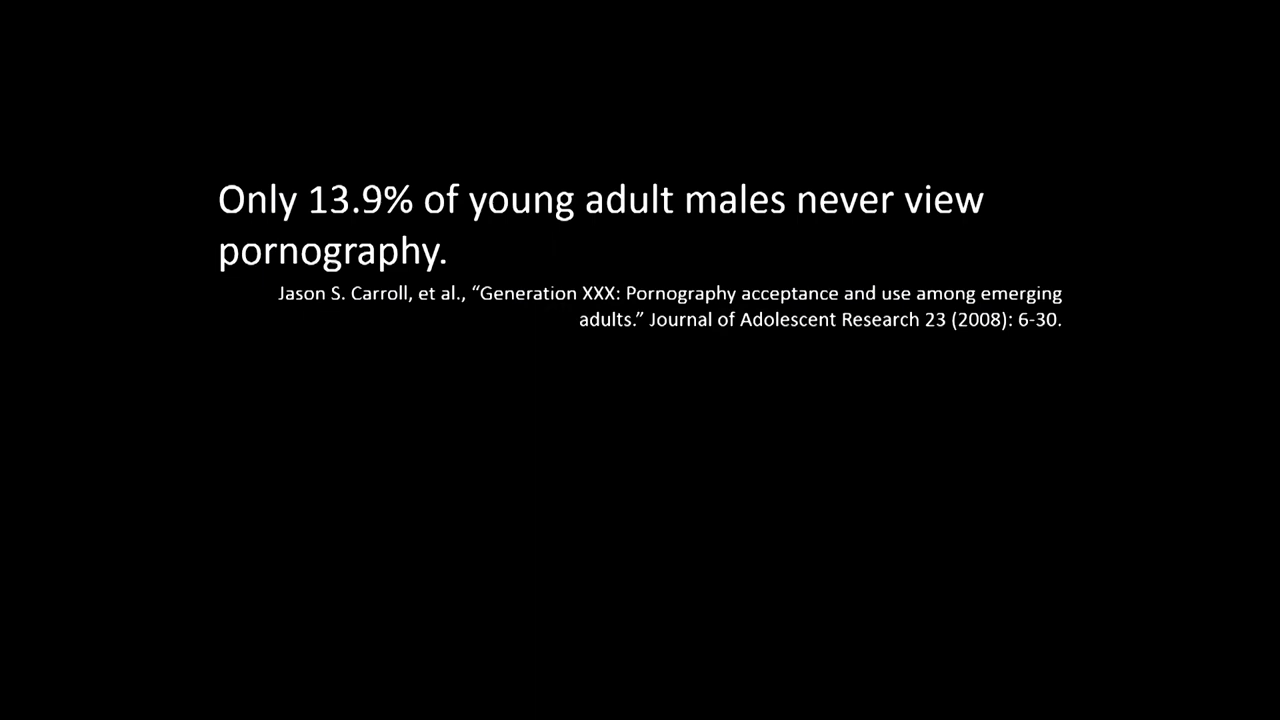 Only 13.9% of young adult males never view
pornography.
Jason S. Carroll, et al., “Generation XXX: Pornography acceptance and use among emerging
adults.” Journal of Adolescent Research 23 (2008): 6-30.